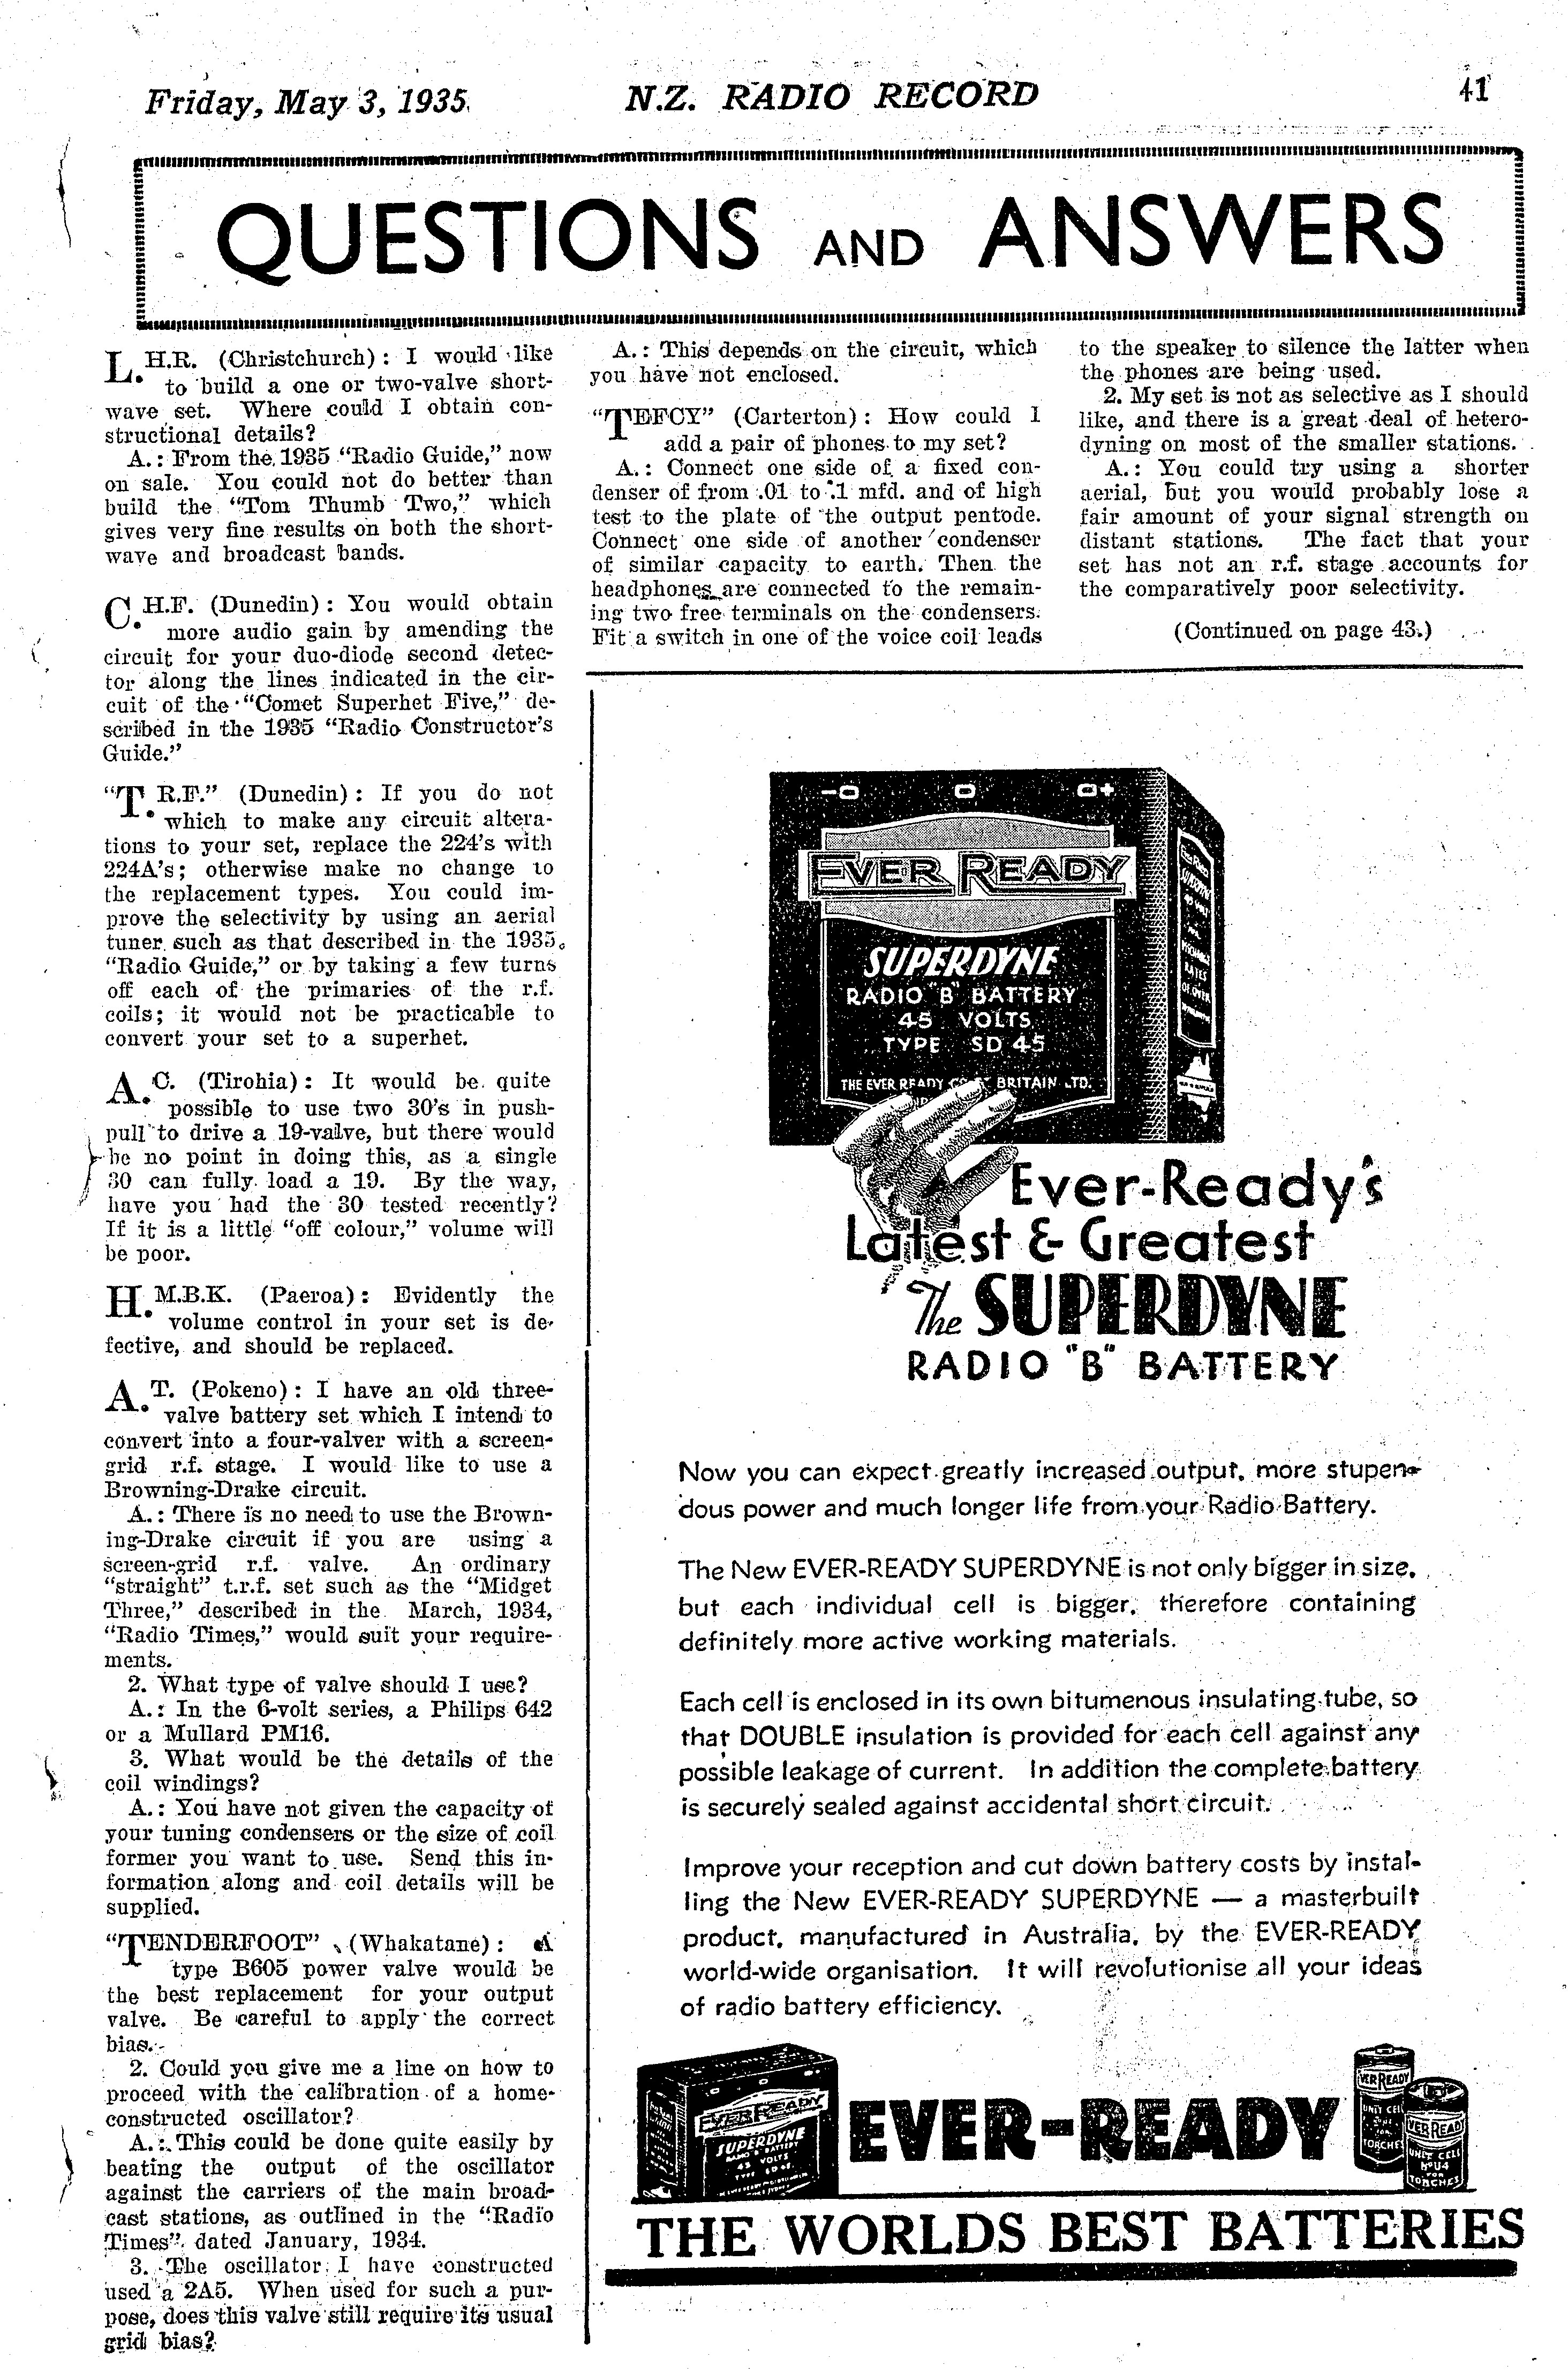 Friday, May 3, 1935.
N.Z. RADIO RECORD
41
QUESTIONS AND ANSWERS
L.H.R. (Christchurch): I would like
to build a one or two-valve short-
wave set. Where could I obtain con-
structional details?
A.: From the 1935 "Radio Guide," now
on sale. You could not do better than
build the "Tom Thumb Two," which
gives very fine results on both the short-
wave and broadcast bands.
C.H.F. (Dunedin): You would obtain
more audio gain by amending the
circuit for your duo-diode second detec-
tor along the lines indicated in the cir-
cuit of the "Comet Superhet Five," de-
scribed in the 1935 "Radio Constructor's
Guide."
"T.R.F." (Dunedin): If you do not
which to make any circuit altera-
tions to your set, replace the 224's with
224A's; otherwise make no change to
the replacement types. You could im-
prove the selectivity by using an aerial
tuner such as that described in the 1935
"Radio Guide," or by taking a few turns
off each of the primaries of the r.f.
coils; it would not be practicable to
convert your set to a superhet.
A.C. (Tirohia): It would be quite
possible to use two 30's in push-
pull to drive a 19-valve, but there would
be no point in doing this, as a single
30 can fully load a 19. By the way,
have you had the 30 tested recently?
If it is a little "off colour," volume will
be poor.
H.M.B.K. (Paeroa): Evidently the
volume control in your set is de-
fective, and should be replaced.
A.T. (Pokeno): I have an old three-
valve battery set which I intend to
convert into a four-valver with a screen-
grid r.f. stage. I would like to use a
Browning-Drake circuit.
A.: There is no need to use the Brown-
ing-Drake circuit if you are using a
screen-grid r.f. valve. An ordinary
"straight" t.r.f. set such as the "Midget
Three," described in the March, 1934,
"Radio Times," would suit your require-
ments.
2. What type of valve should I use?
A.: In the 6-volt series, a Philips 642
or a Mullard PM16.
3. What would be the details of the
coil windings?
A.: You have not given the capacity of
your tuning condensers or the size of coil
former you want to use. Send this in-
formation along and coil details will be
supplied.
"TENDERFOOT" (Whakatane): A
type B605 power valve would be
the best replacement for your output
valve. Be careful to apply the correct
bias.
2. Could you give me a line on how to
proceed with the calibration of a home-
constructed oscillator?
A.: This could be done quite easily by
beating the output of the oscillator
against the carriers of the main broad-
cast stations, as outlined in the "Radio
Times" dated January, 1934.
3. The oscillator I have constructed
used a 2A5. When used for such a pur-
pose, does this valve still require its usual
grid bias?
A.: This depends on the circuit, which
you have not enclosed.
"TEFCY" (Carterton): How could I
add a pair of phones to my set?
A.: Connect one side of a fixed con-
denser of from .01 to .1 mfd. and of high
test to the plate of the output pentode.
Connect one side of another condenser
of similar capacity to earth. Then the
headphones are connected to the remain-
ing two free terminals on the condensers.
Fit a switch in one of the voice coil leads
to the speaker to silence the latter when
the phones are being used.
2. My set is not as selective as I should
like, and there is a great deal of hetero-
dyning on most of the smaller stations.
A.: You could try using a shorter
aerial, but you would probably lose a
fair amount of your signal strength on
distant stations. The fact that your
set has not an r.f. stage accounts for
the comparatively poor selectivity.
(Continued on page 43.)
EVER READY
SUPERDYNE
RADIO "B" BATTERY
45 VOLTS
TYPE SD 45
THE EVER READY BRITAIN LTD.
Ever-Ready's
Latest & Greatest
The SUPERDYNE
RADIO "B" BATTERY
Now you can expect greatly increased output, more stupen-
dous power and much longer life from your Radio Battery.
The New EVER-READY SUPERDYNE is not only bigger in size,
but each individual cell is bigger, therefore containing
definitely more active working materials.
Each cell is enclosed in its own bitumenous insulating tube, so
that DOUBLE insulation is provided for each cell against any
possible leakage of current. In addition the complete battery
is securely sealed against accidental short circuit.
Improve your reception and cut down battery costs by instal-
ling the New EVER-READY SUPERDYNE — a masterbuilt
product, manufactured in Australia, by the EVER-READY
world-wide organisation. It will revolutionise all your ideas
of radio battery efficiency.
EVER READY
SUPERDYNE
EVER-READY
VER READY
UNIT CELL
FOR
TORCHES
EVER READY
UNIT CELL
No U4
FOR
TORCHES
THE WORLDS BEST BATTERIES